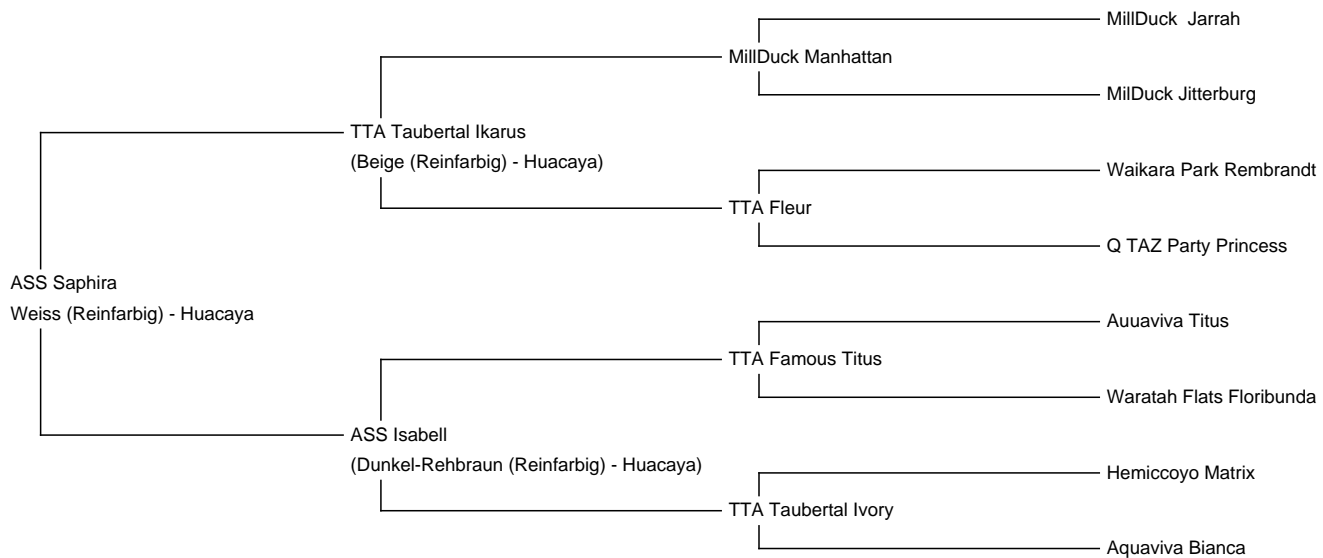 MillDuck  Jarrah
MillDuck Manhattan
MilDuck Jitterburg
TTA Taubertal Ikarus
(Beige (Reinfarbig) - Huacaya)
Waikara Park Rembrandt
TTA Fleur
Q TAZ Party Princess
ASS Saphira
Weiss (Reinfarbig) - Huacaya
Auuaviva Titus
TTA Famous Titus
Waratah Flats Floribunda
ASS Isabell
(Dunkel-Rehbraun (Reinfarbig) - Huacaya)
Hemiccoyo Matrix
TTA Taubertal Ivory
Aquaviva Bianca